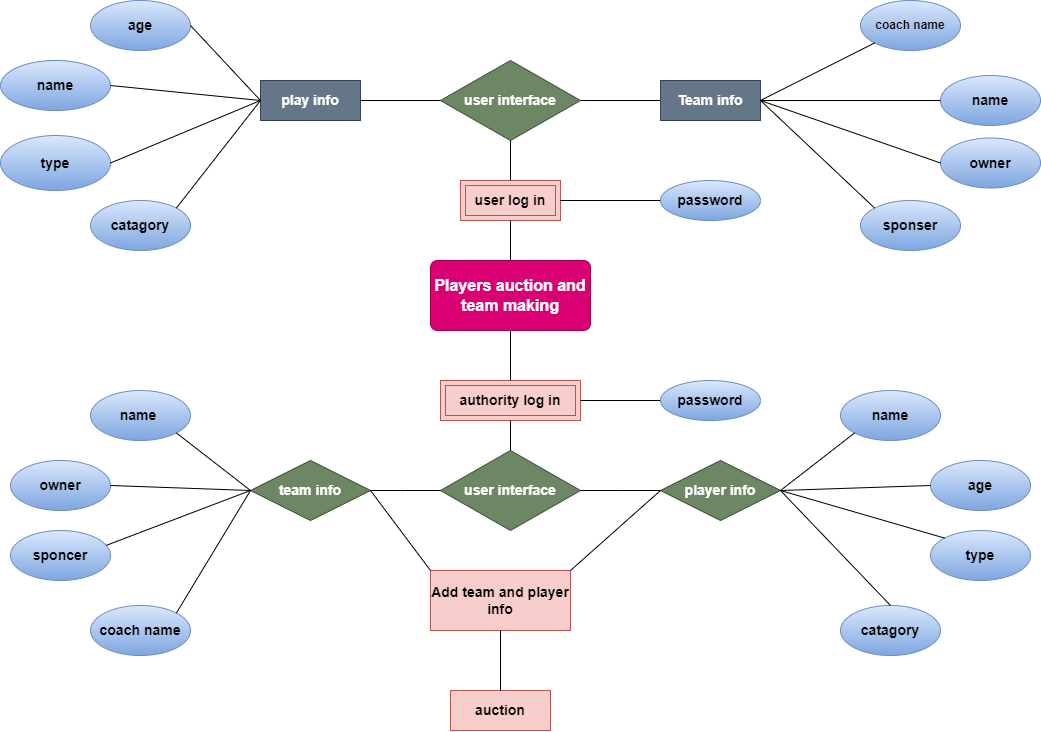 age
coach name
name
play info
user interface
Team info
name
type
owner
user log in
password
catagory
sponser
Players auction and
team making
authority log in
password
name
name
owner
team info
user interface
player info
age
sponcer
type
Add team and player
info
coach name
catagory
auction